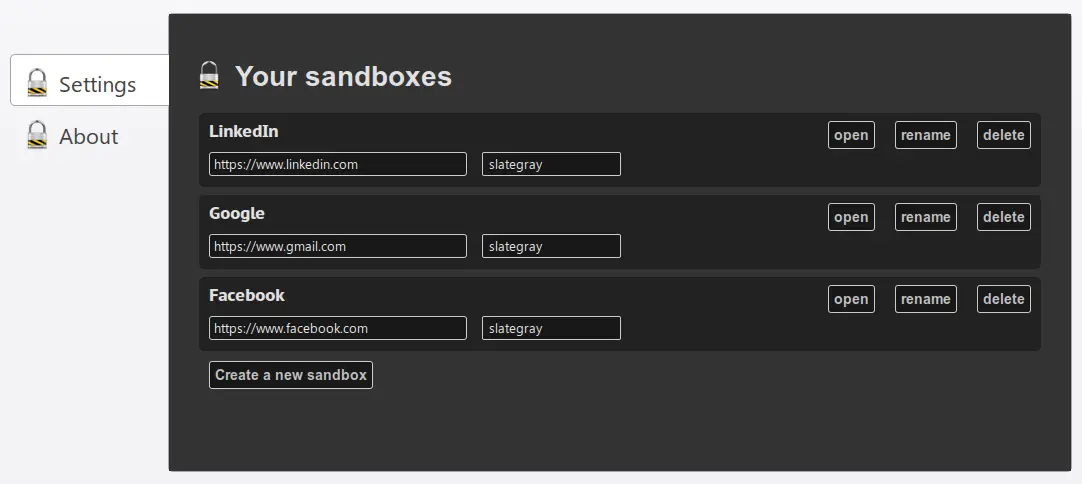 Settings
About
Your sandboxes
LinkedIn open rename delete
https://www.linkedin.com slategray
Google open rename delete
https://www.gmail.com slategray
Facebook open rename delete
https://www.facebook.com slategray
Create a new sandbox